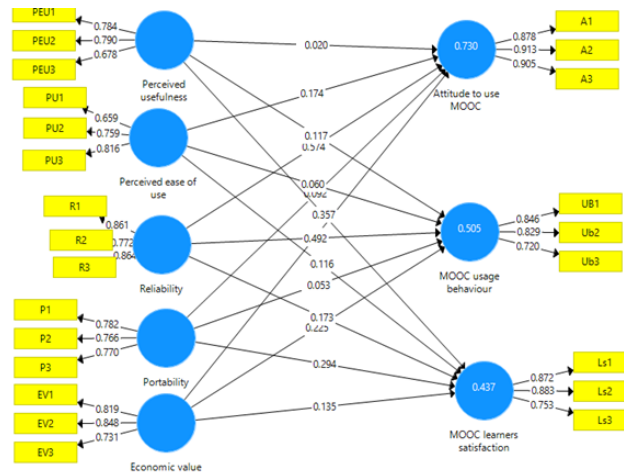 PEU1
0.784
PEU2
0.790
PEU3
0.678
Perceived
usefulness
PU1
0.659
PU2
0.759
PU3
0.816
Perceived ease of
use
R1
0.861
R2
0.772
R3
0.864
Reliability
P1
0.782
P2
0.766
P3
0.770
Portability
EV1
0.819
EV2
0.848
EV3
0.731
Economic value
0.020
0.174
0.117
0.574
0.060
0.092
0.357
0.492
0.116
0.053
0.173
0.225
0.294
0.135
0.730
Attitude to use
MOOC
0.878
A1
0.913
A2
0.905
A3
0.505
MOOC usage
behaviour
0.846
UB1
0.829
Ub2
0.720
Ub3
0.437
MOOC learners
satisfaction
0.872
Ls1
0.883
Ls2
0.753
Ls3